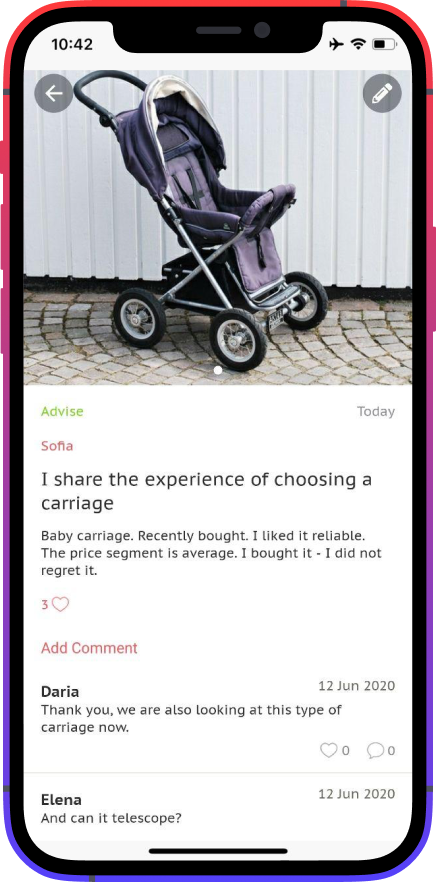 10:42
Advise
Today
Sofia
I share the experience of choosing a
carriage
Baby carriage. Recently bought. I liked it reliable.
The price segment is average. I bought it - I did not
regret it.
3
Add Comment
Daria
12 Jun 2020
Thank you, we are also looking at this type of
carriage now.
0
0
Elena
12 Jun 2020
And can it telescope?